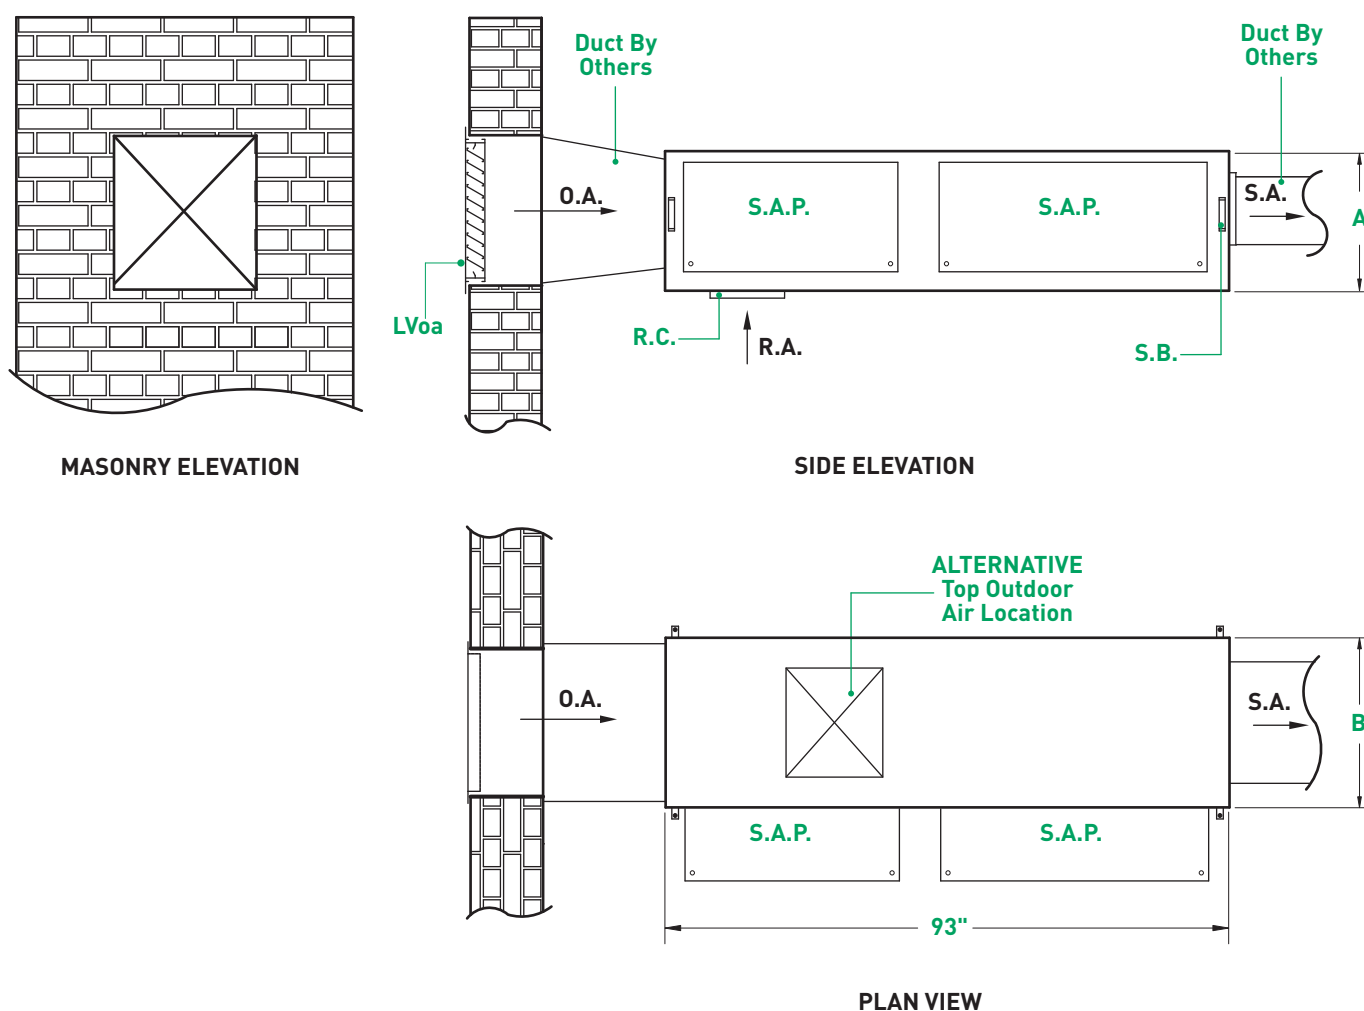 Duct By
Others
Duct By
Others
O.A.
S.A.P.
S.A.P.
S.A.
A
LVoa
R.C.
R.A.
S.B.
MASONRY ELEVATION
SIDE ELEVATION
ALTERNATIVE
Top Outdoor
Air Location
O.A.
S.A.
B
S.A.P.
S.A.P.
93"
PLAN VIEW